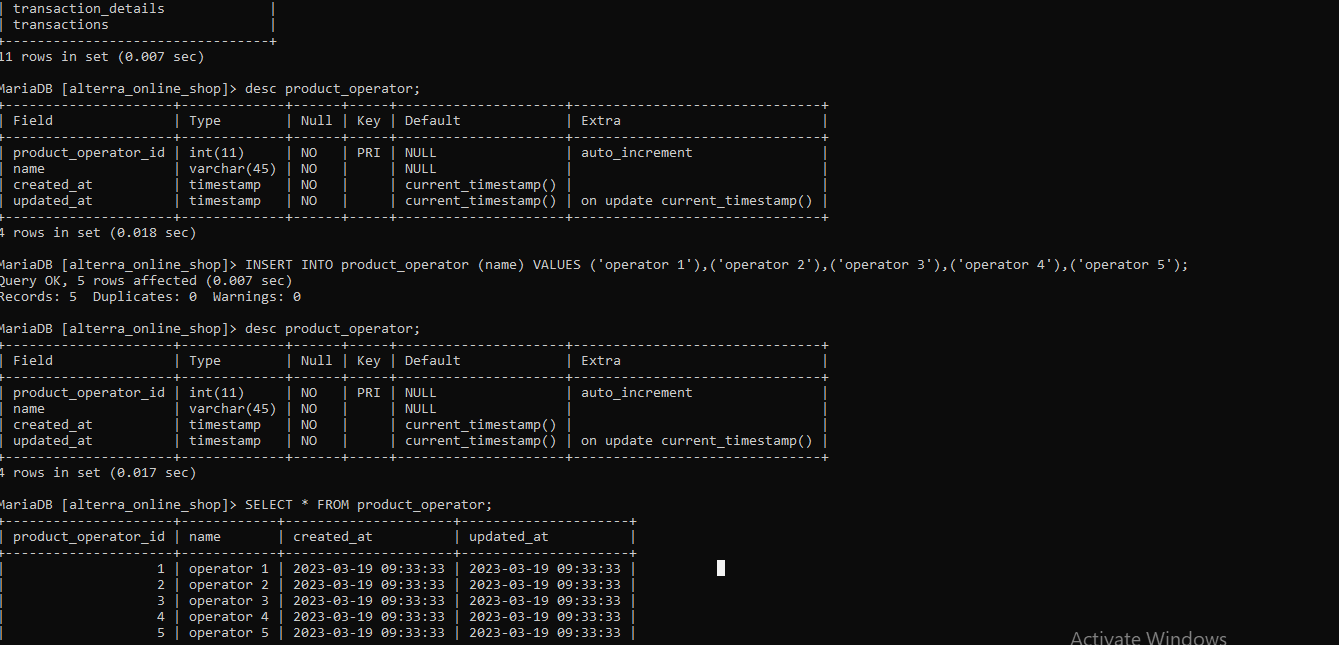 | transaction_details             |
| transactions                    |
+---------------------------------+
11 rows in set (0.007 sec)
MariaDB [alterra_online_shop]> desc product_operator;
+---------------------+-------------+------+-----+---------------------+-------------------------------+
| Field               | Type        | Null | Key | Default             | Extra                         |
+---------------------+-------------+------+-----+---------------------+-------------------------------+
| product_operator_id | int(11)     | NO   | PRI | NULL                | auto_increment                |
| name                | varchar(45) | NO   |     | NULL                |                               |
| created_at          | timestamp   | NO   |     | current_timestamp() |                               |
| updated_at          | timestamp   | NO   |     | current_timestamp() | on update current_timestamp() |
+---------------------+-------------+------+-----+---------------------+-------------------------------+
4 rows in set (0.018 sec)
MariaDB [alterra_online_shop]> INSERT INTO product_operator (name) VALUES ('operator 1'),('operator 2'),('operator 3'),('operator 4'),('operator 5');
Query OK, 5 rows affected (0.007 sec)
Records: 5  Duplicates: 0  Warnings: 0
MariaDB [alterra_online_shop]> desc product_operator;
+---------------------+-------------+------+-----+---------------------+-------------------------------+
| Field               | Type        | Null | Key | Default             | Extra                         |
+---------------------+-------------+------+-----+---------------------+-------------------------------+
| product_operator_id | int(11)     | NO   | PRI | NULL                | auto_increment                |
| name                | varchar(45) | NO   |     | NULL                |                               |
| created_at          | timestamp   | NO   |     | current_timestamp() |                               |
| updated_at          | timestamp   | NO   |     | current_timestamp() | on update current_timestamp() |
+---------------------+-------------+------+-----+---------------------+-------------------------------+
4 rows in set (0.017 sec)
MariaDB [alterra_online_shop]> SELECT * FROM product_operator;
+---------------------+------------+---------------------+---------------------+
| product_operator_id | name       | created_at          | updated_at          |
+---------------------+------------+---------------------+---------------------+
|                   1 | operator 1 | 2023-03-19 09:33:33 | 2023-03-19 09:33:33 |
|                   2 | operator 2 | 2023-03-19 09:33:33 | 2023-03-19 09:33:33 |
|                   3 | operator 3 | 2023-03-19 09:33:33 | 2023-03-19 09:33:33 |
|                   4 | operator 4 | 2023-03-19 09:33:33 | 2023-03-19 09:33:33 |
|                   5 | operator 5 | 2023-03-19 09:33:33 | 2023-03-19 09:33:33 |
Activate Windows